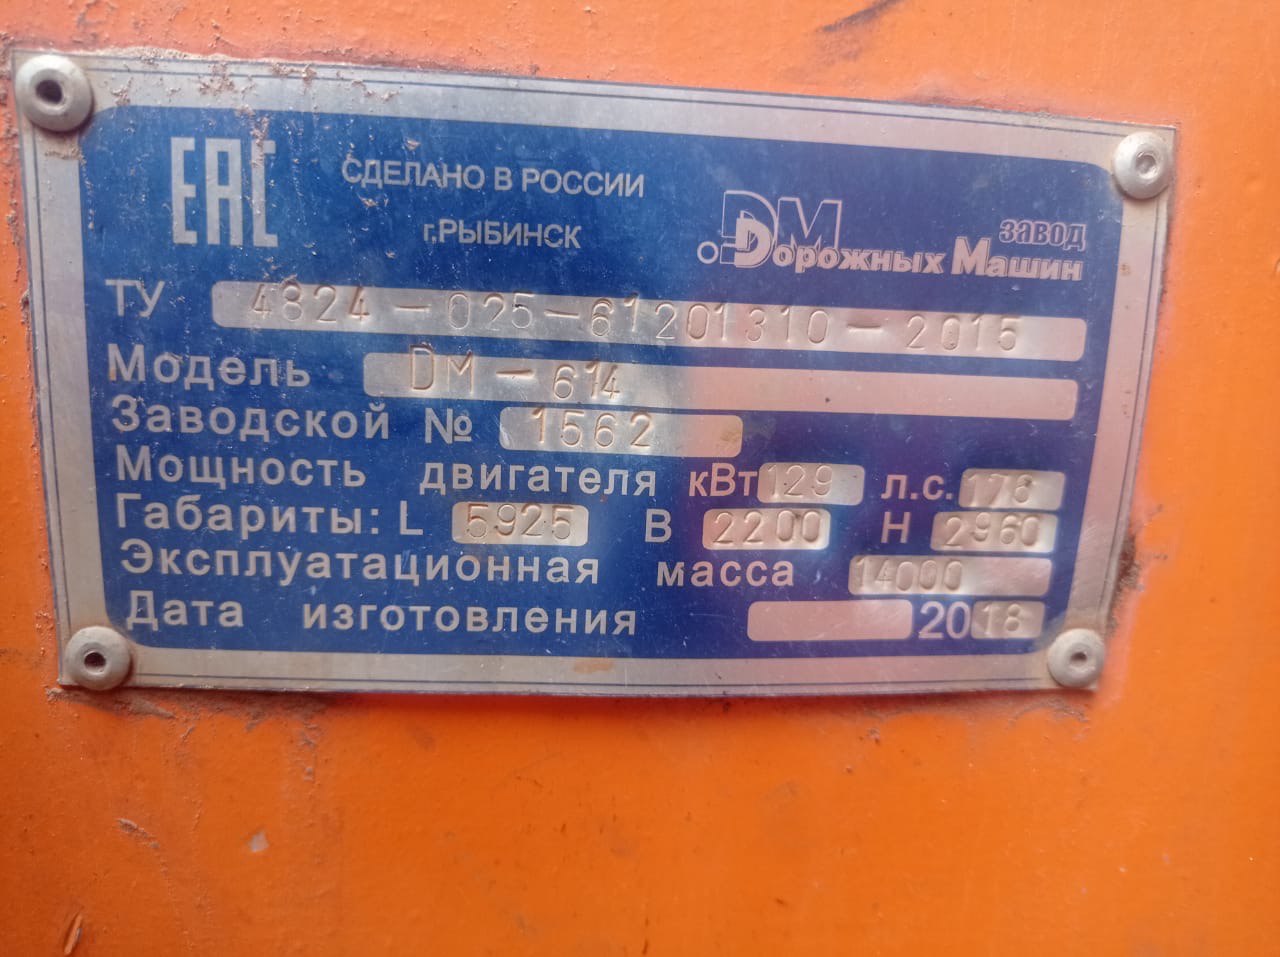 ЕАС
СДЕЛАНО В РОССИИ
г.РЫБИНСК
DM
завод
Дорожных Машин
ТУ 4824-025-61201310-2015
Модель DM-614
Заводской № 1562
Мощность двигателя кВт 129 л.с. 176
Габариты: L 5925 B 2200 H 2960
Эксплуатационная масса 14000
Дата изготовления 2018